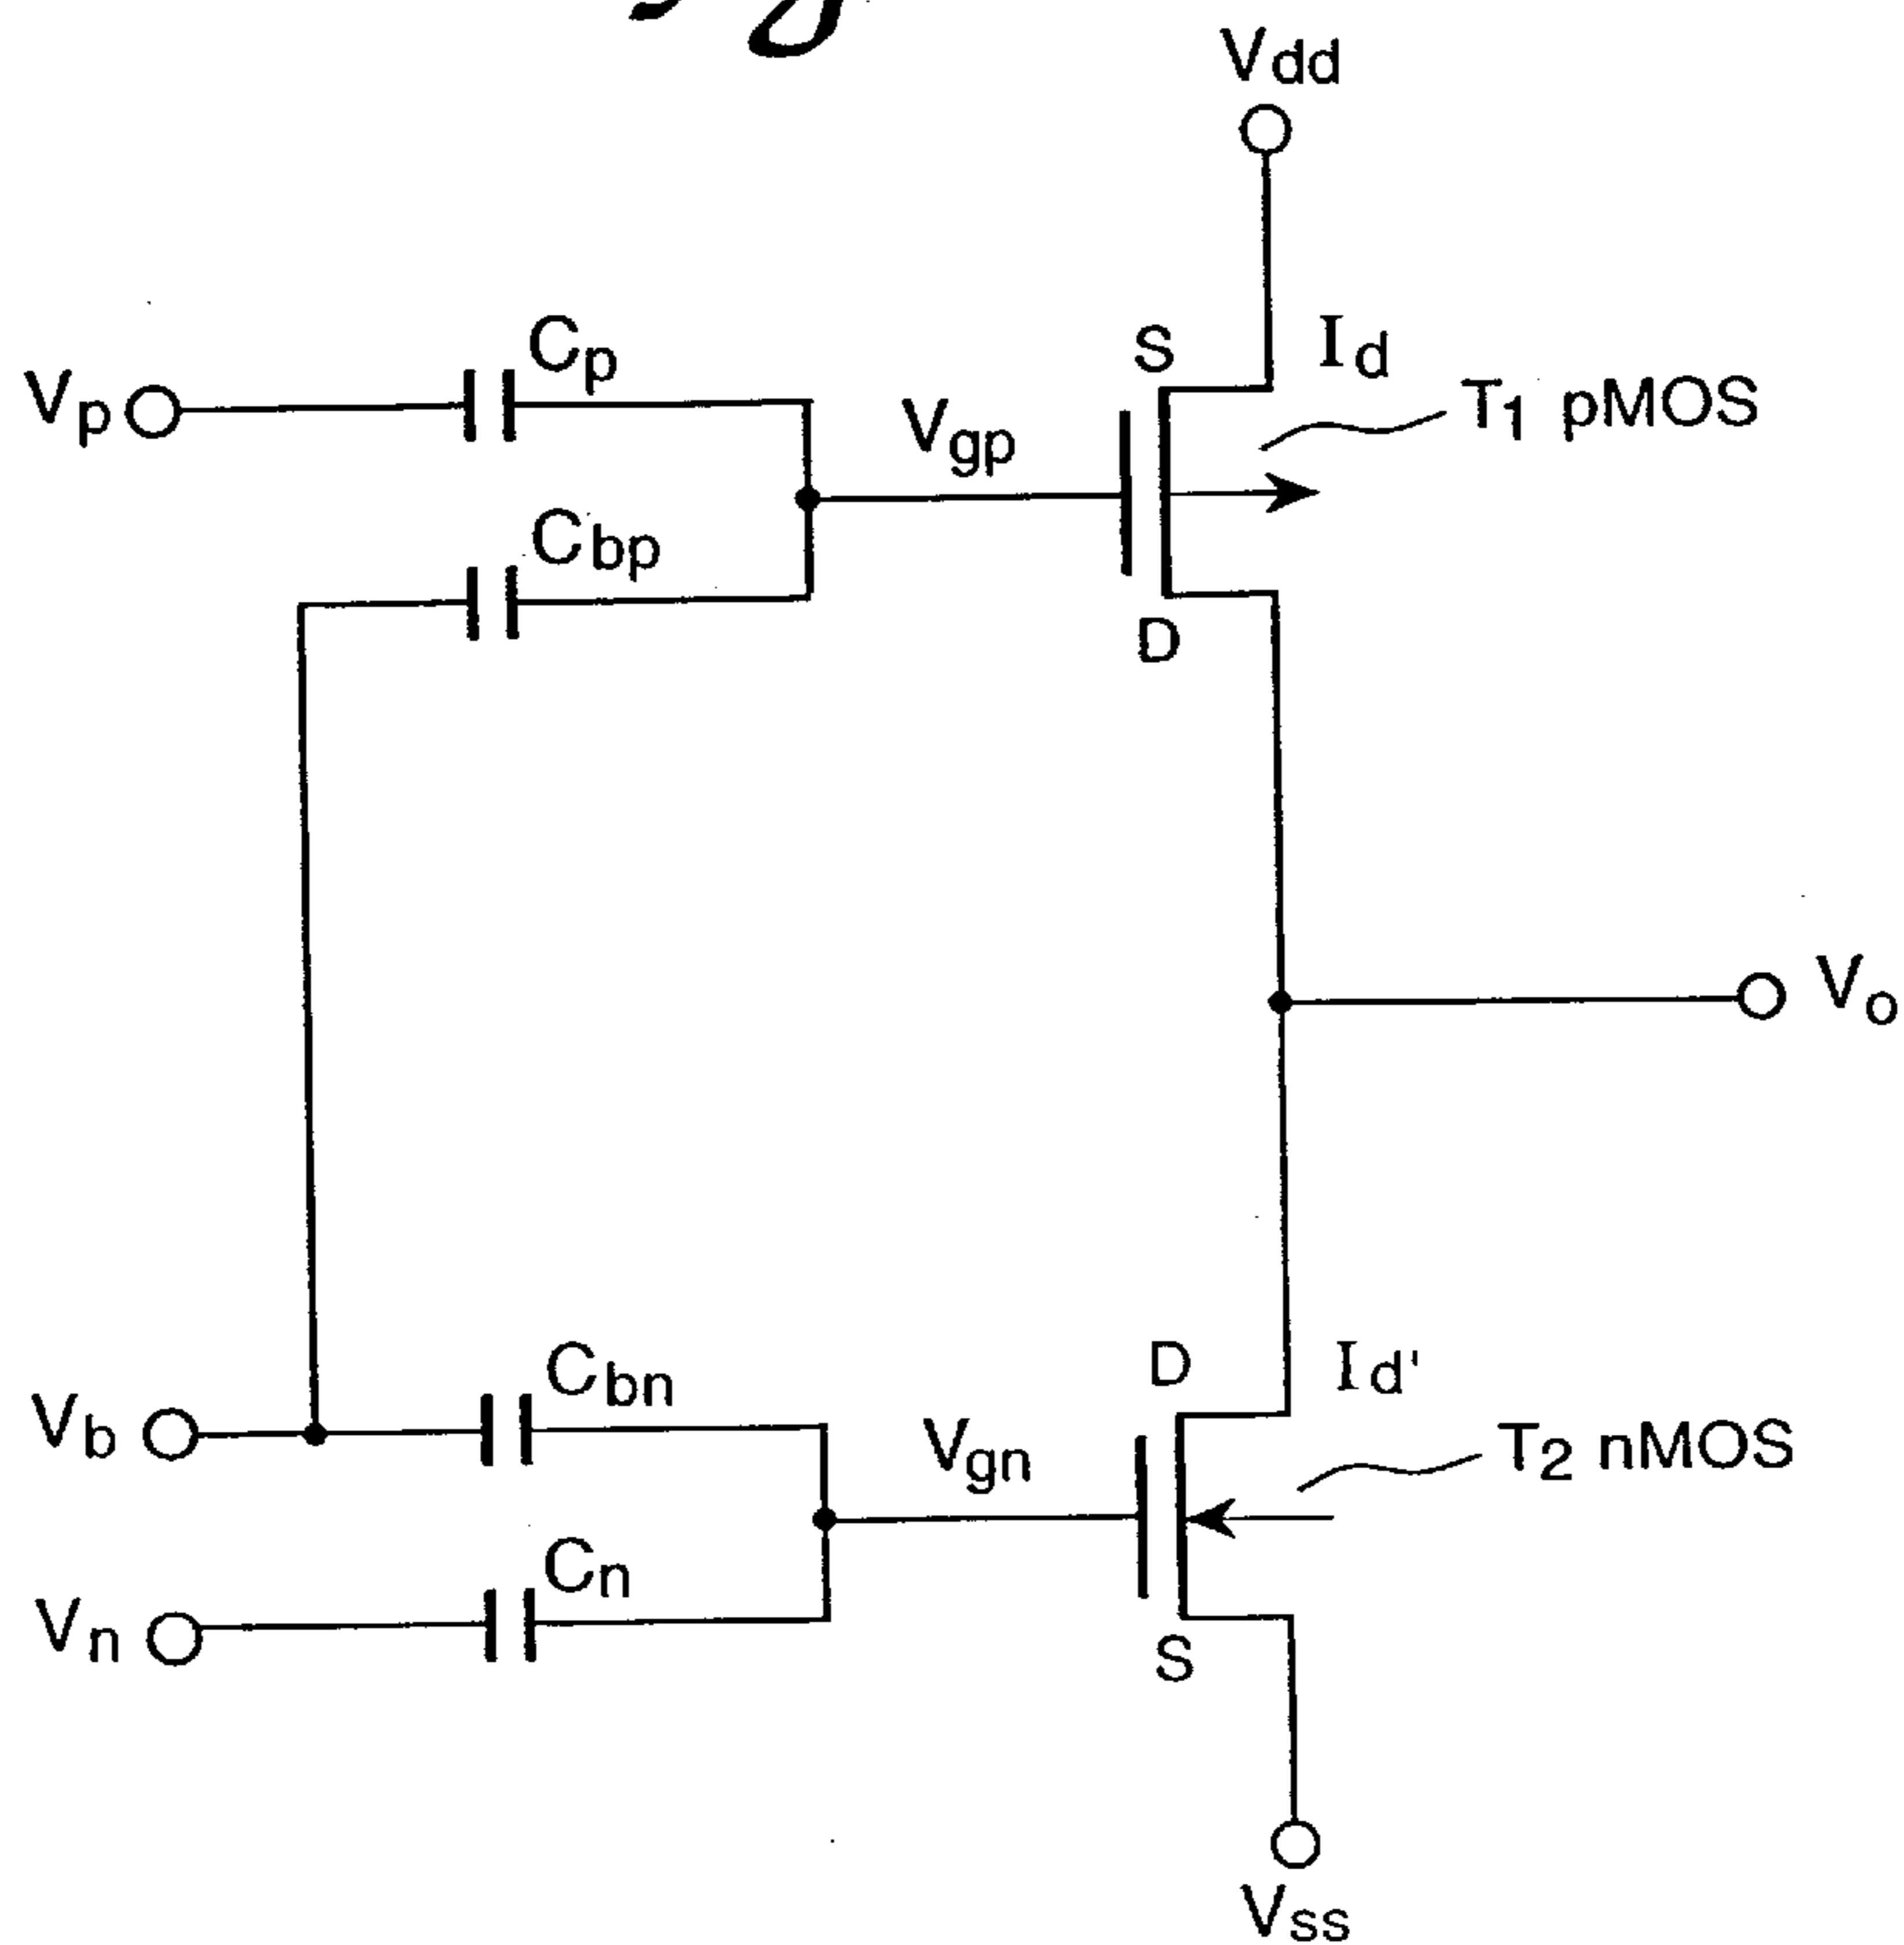 Vdd
Cp
S
Id
Vp
Vgp
T1 pMOS
Cbp
D
Vo
Cbn
D
Id'
Vb
Vgn
T2 nMOS
Cn
Vn
S
Vss